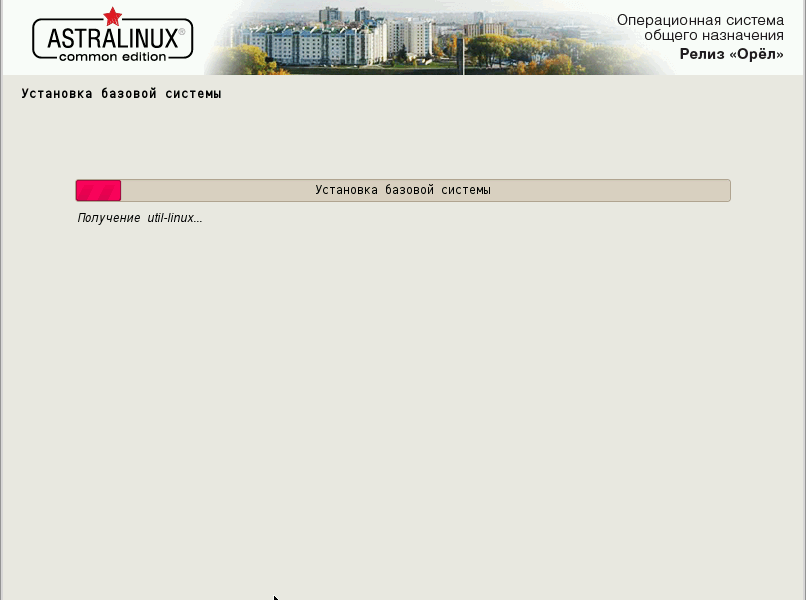 ASTRALINUX®
common edition
Операционная система
общего назначения
Релиз «Орёл»
Установка базовой системы
Установка базовой системы
Получение util-linux...